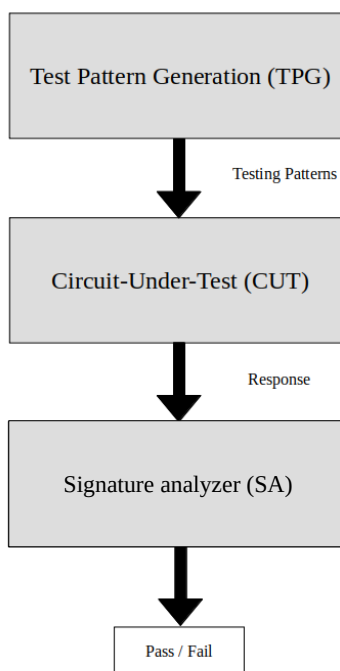 Test Pattern Generation (TPG)
Testing Patterns
Circuit-Under-Test (CUT)
Response
Signature analyzer (SA)
Pass / Fail